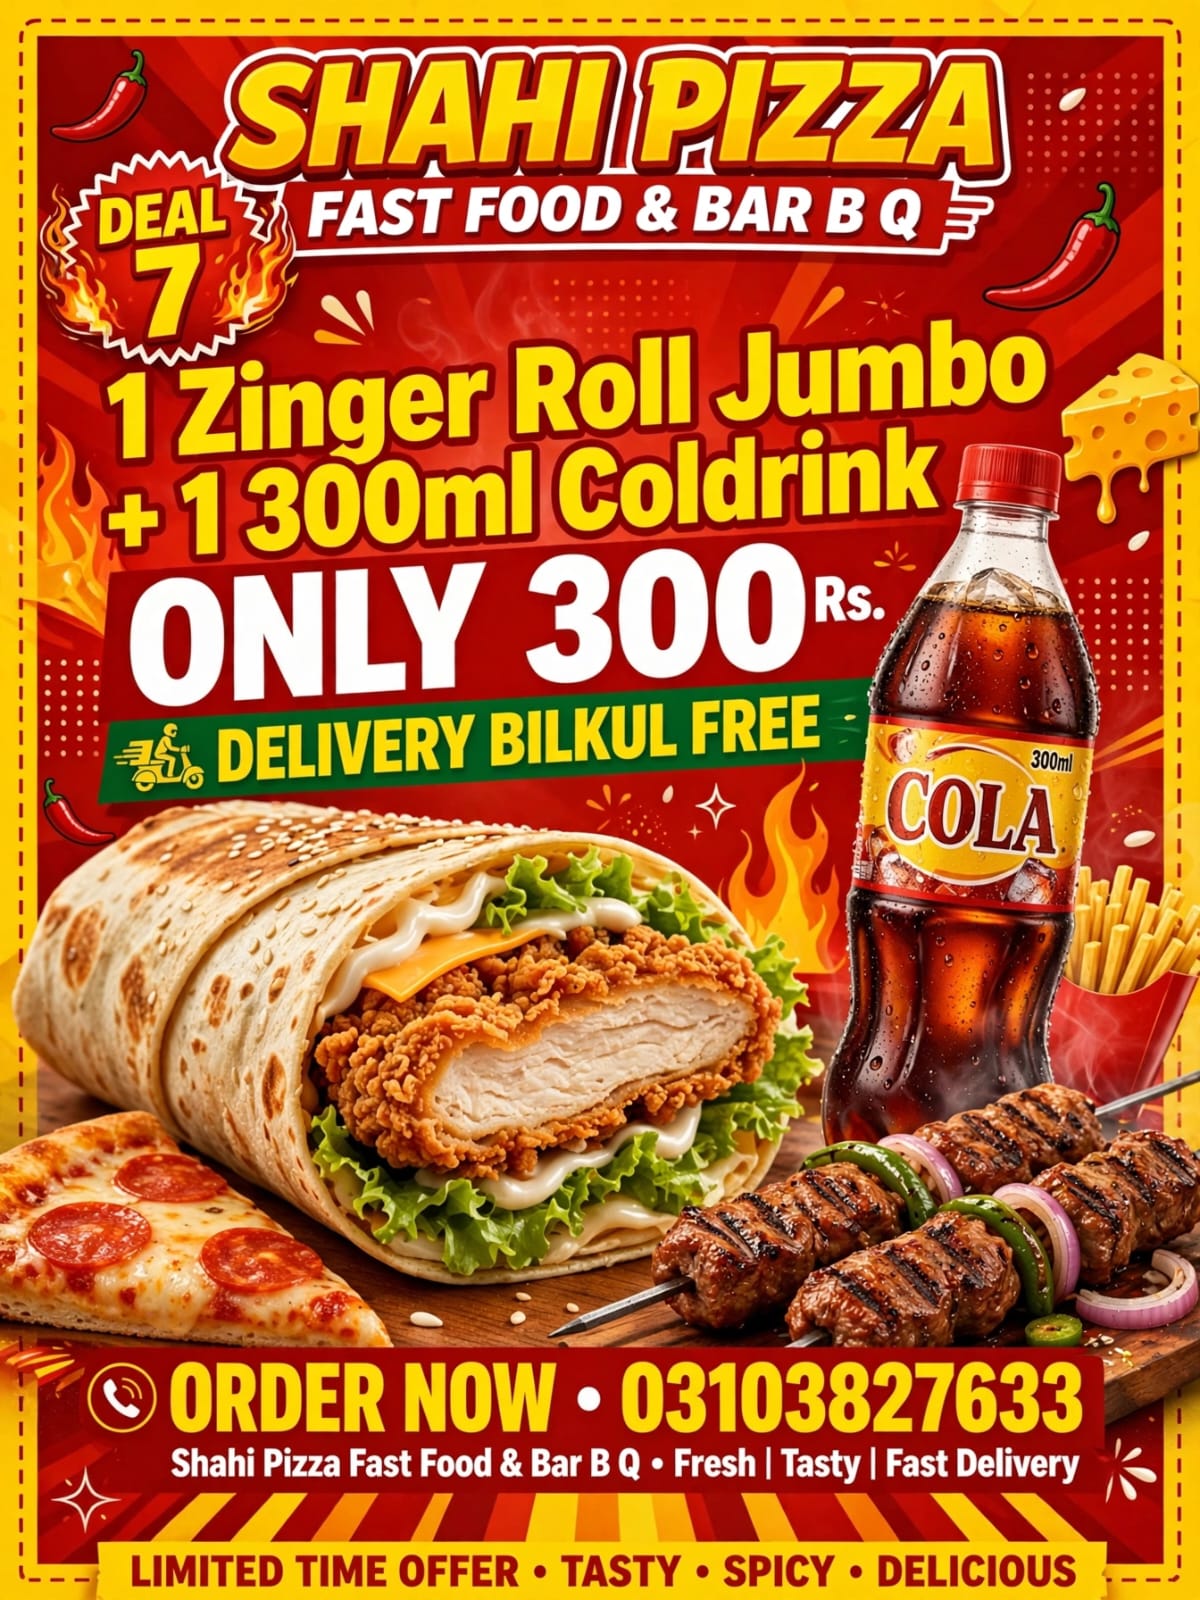 SHAHI PIZZA
FAST FOOD & BAR B Q
DEAL
7
1 Zinger Roll Jumbo
+ 1 300ml Coldrink
ONLY 300 Rs.
DELIVERY BILKUL FREE
300ml
COLA
ORDER NOW • 03103827633
Shahi Pizza Fast Food & Bar B Q • Fresh | Tasty | Fast Delivery
LIMITED TIME OFFER • TASTY • SPICY • DELICIOUS